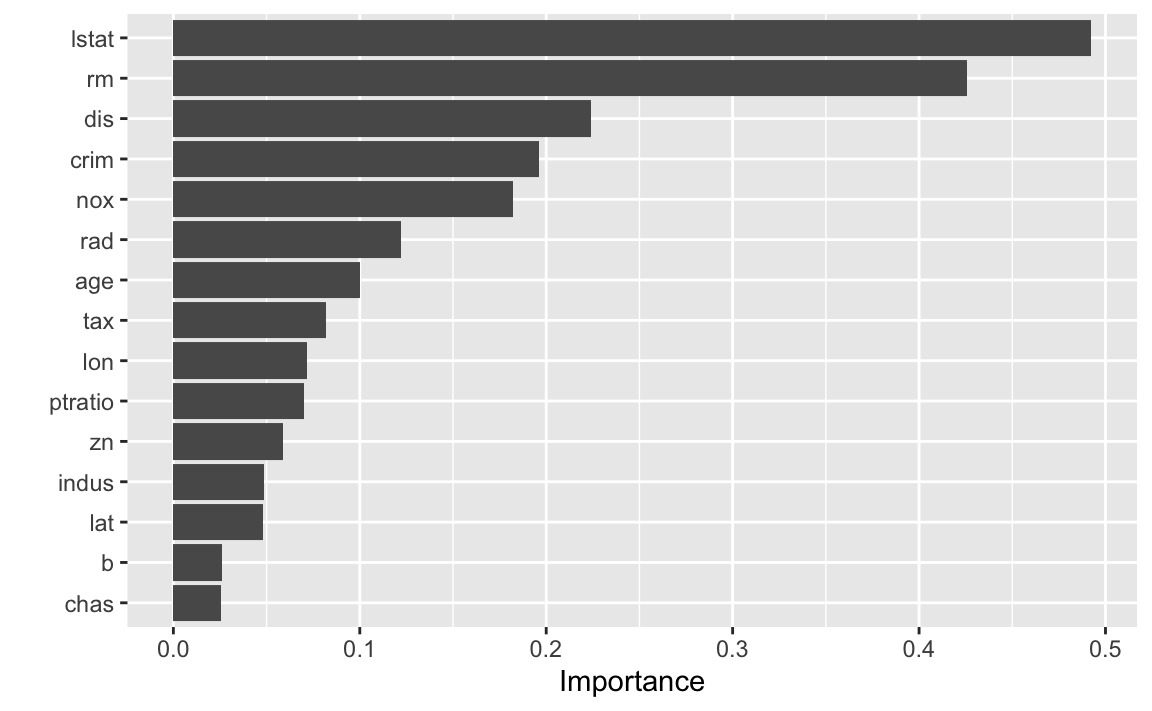 lstat
rm
dis
crim
nox
rad
age
tax
lon
ptratio
zn
indus
lat
b
chas
0.0 0.1 0.2 0.3 0.4 0.5
Importance